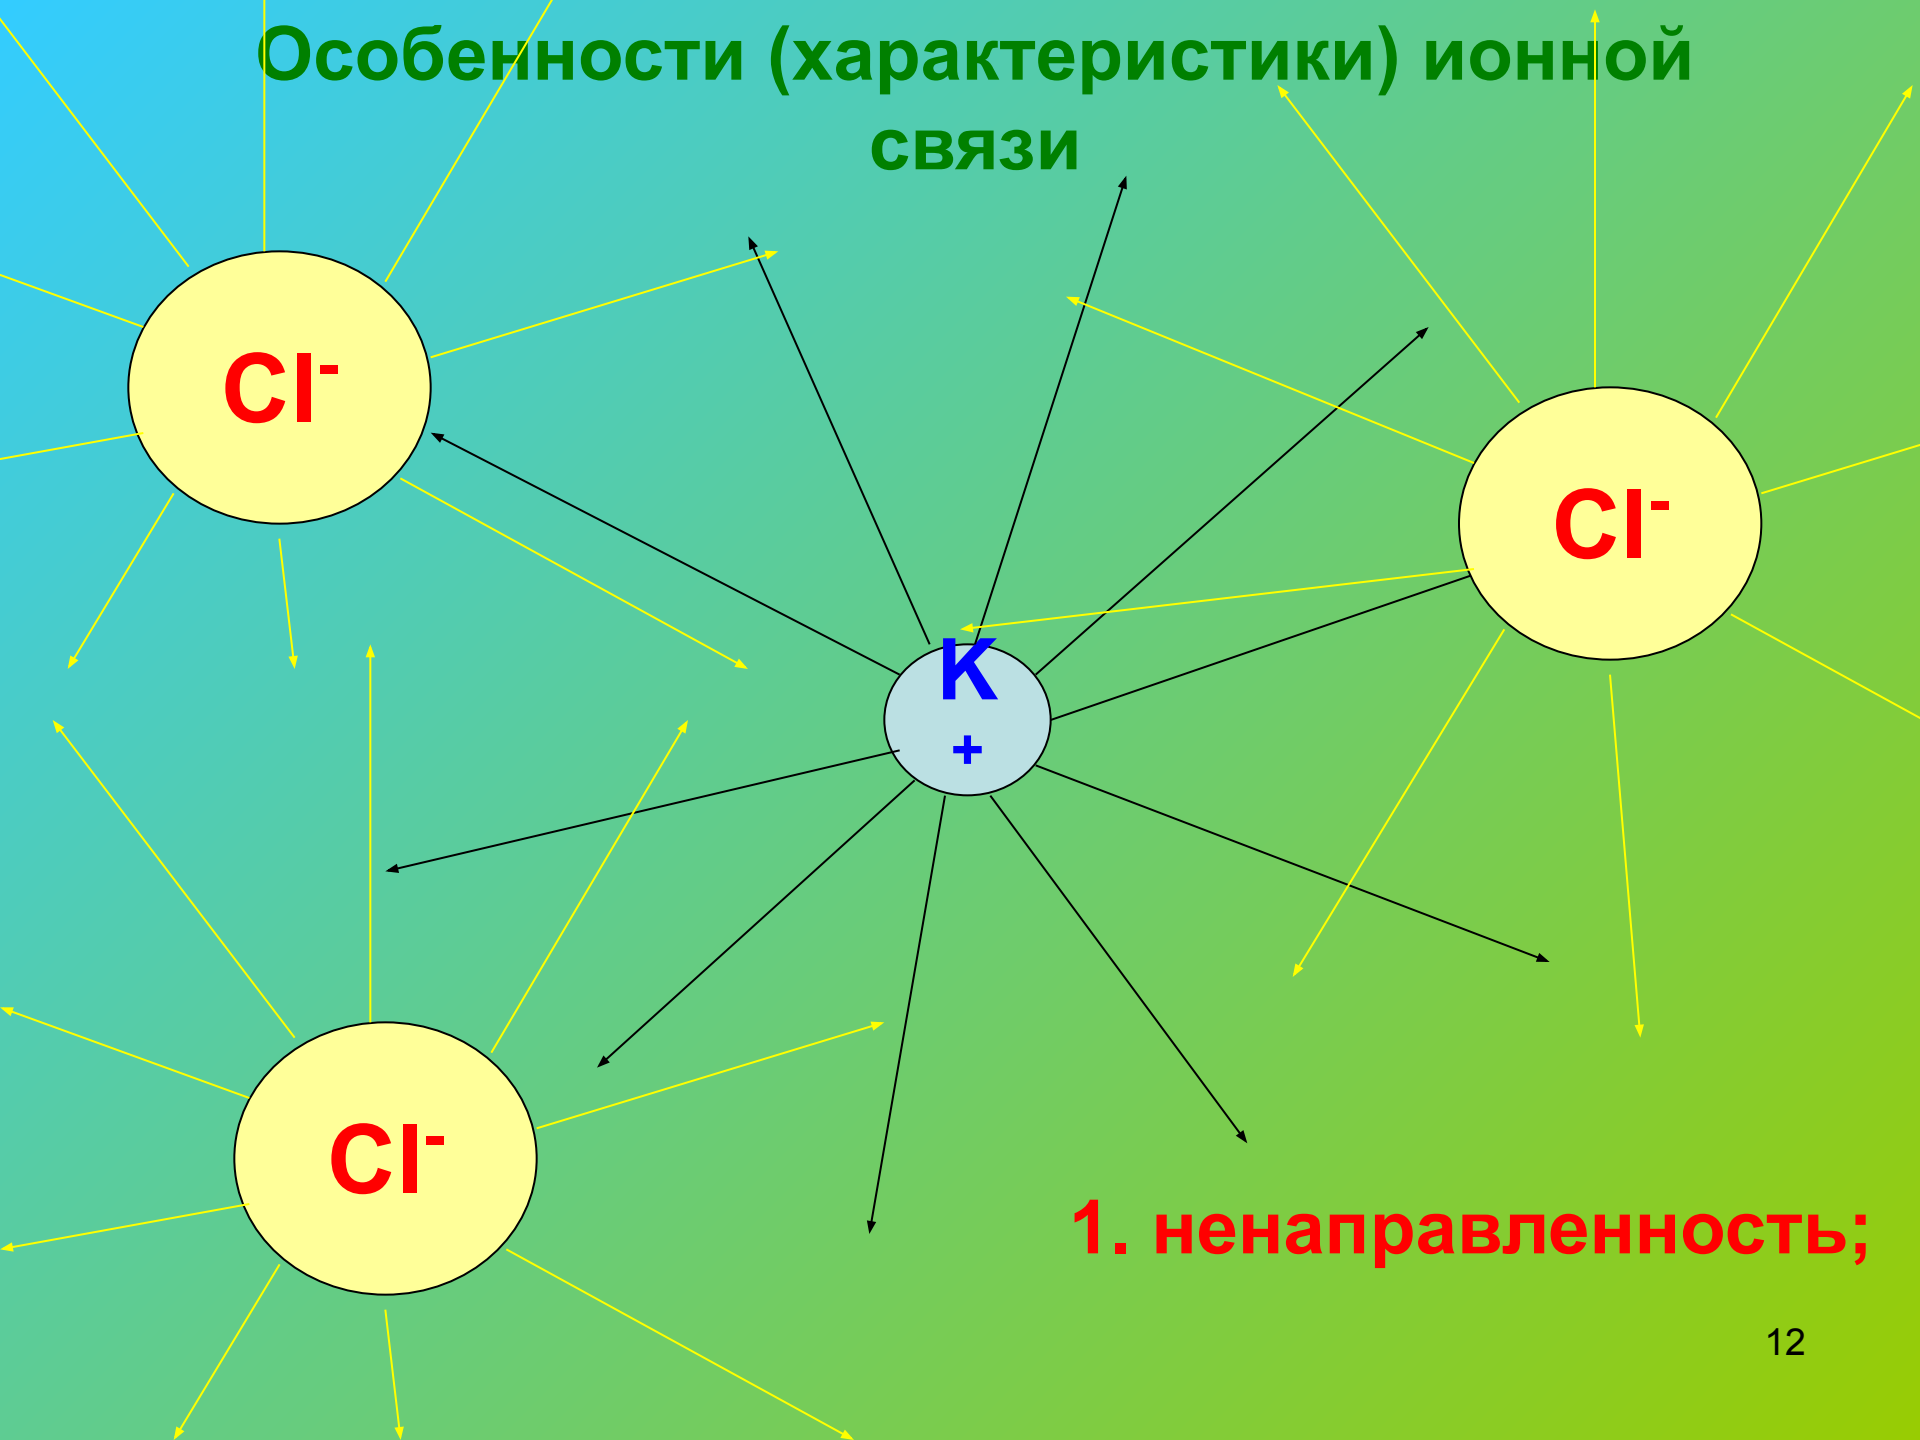 Особенности (характеристики) ионной
связи
Cl⁻
Cl⁻
K
+
Cl⁻
1. ненаправленность;
12